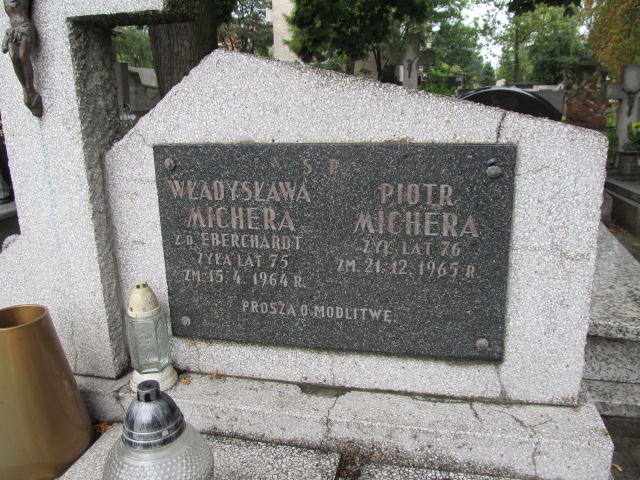 Ś P
WŁADYSŁAWA
MICHERA
Z D. EBERCHARDT
ŻYŁA LAT 75
ZM. 15. 4. 1964 R.
PIOTR
MICHERA
ŻYŁ LAT 76
ZM. 21. 12. 1965 R.
PROSZĄ O MODLITWĘ.